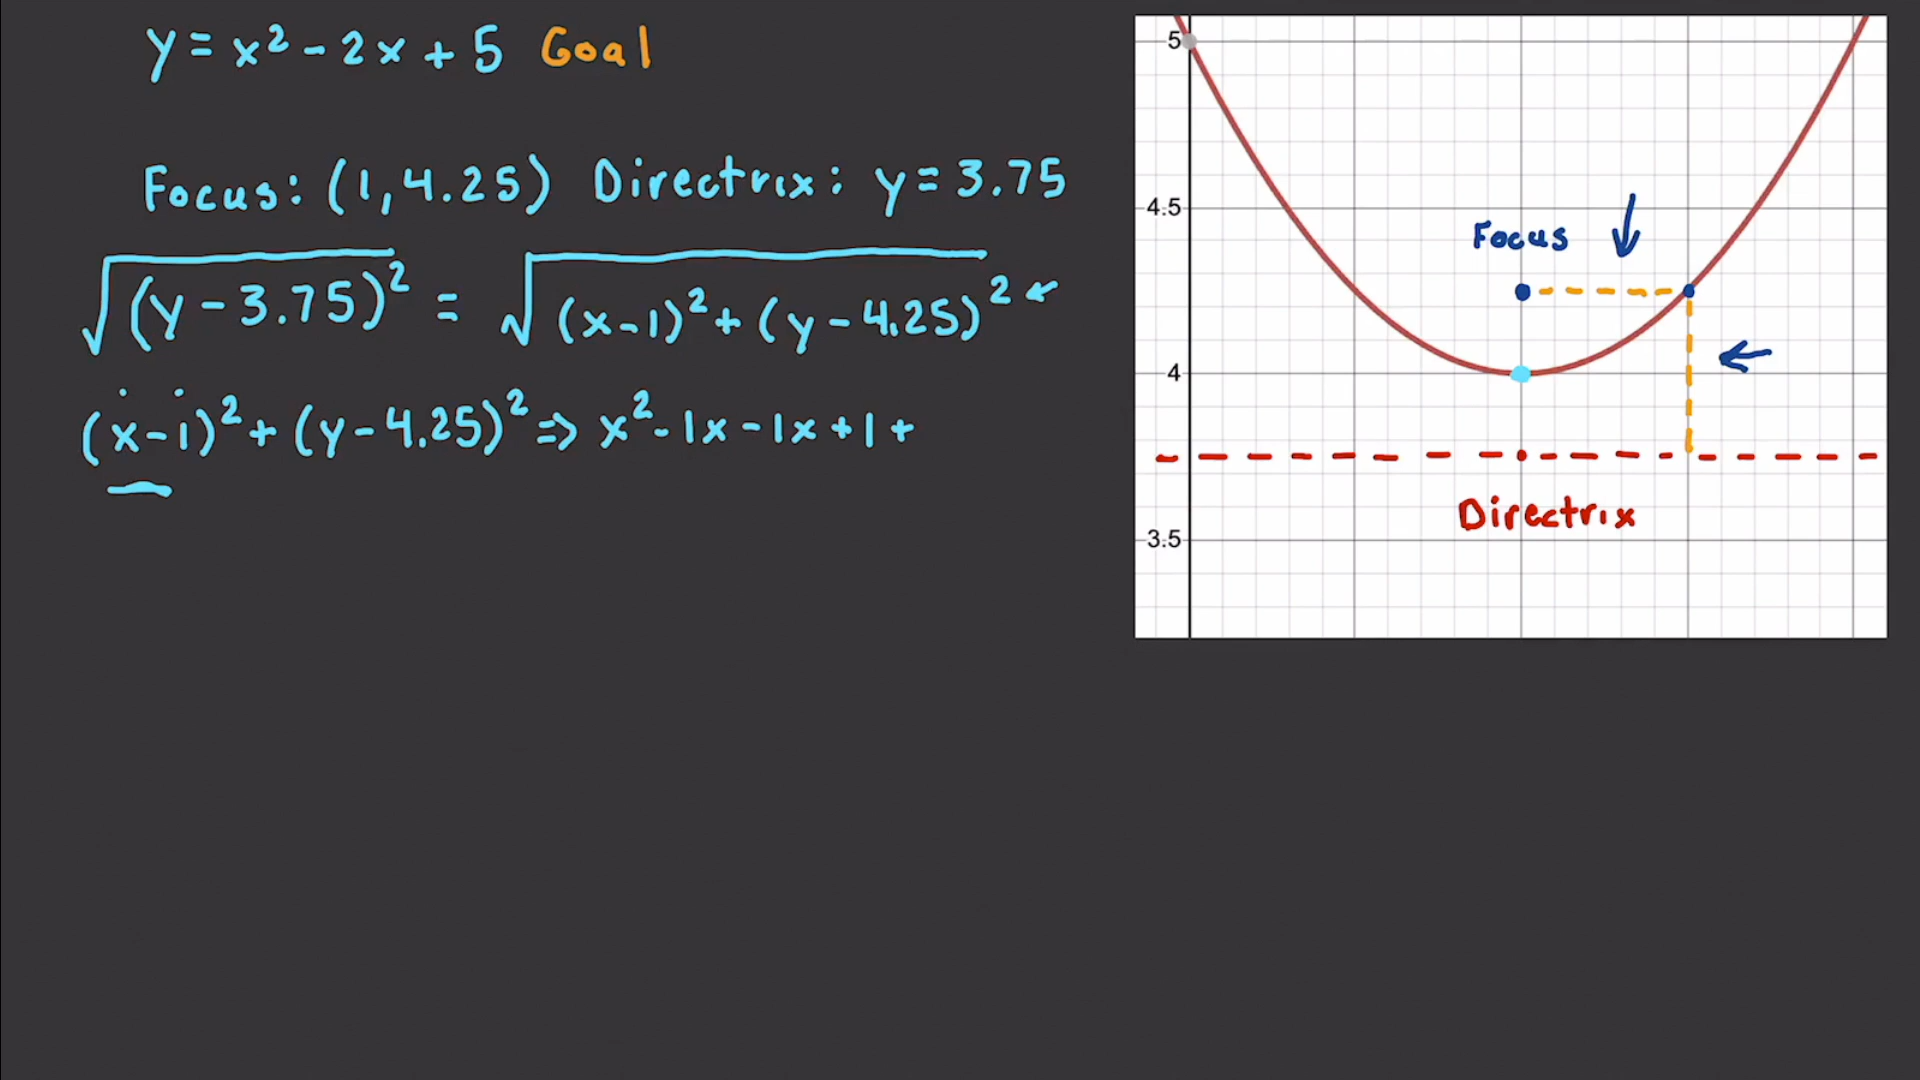 y = x² - 2x + 5 Goal
Focus: (1, 4.25) Directrix: y = 3.75
√(y - 3.75)² = √(x - 1)² + (y - 4.25)²
(x - 1)² + (y - 4.25)² ⇒ x² - 1x - 1x + 1 +
5
4.5
Focus
4
Directrix
3.5